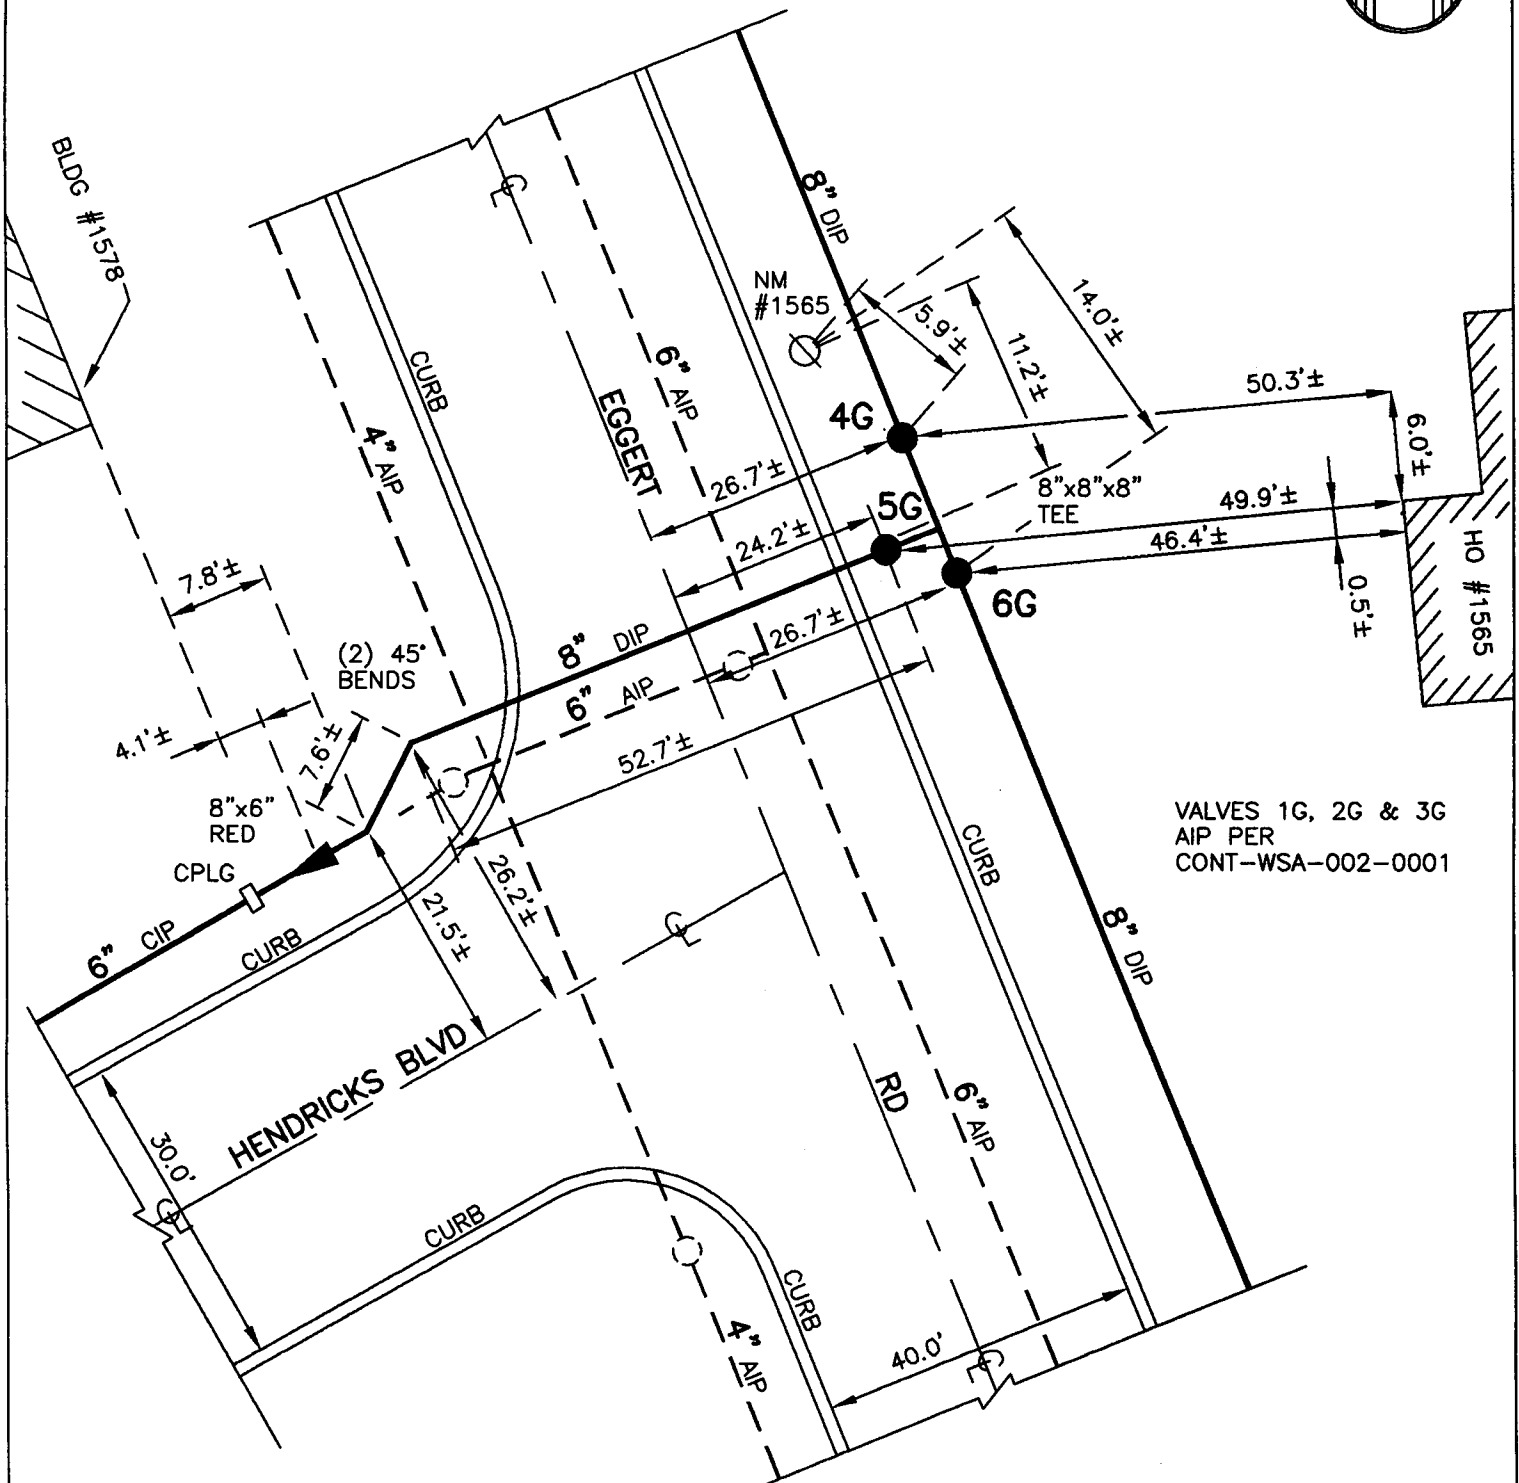 BLDG #1578
8" DIP
NM
#1565
5.9'±
11.2'±
14.0'±
50.3'±
6.0'±
CURB
6" AIP
EGGERT
4" AIP
4G
26.7'±
8"x8"x8"
TEE
5G
49.9'±
24.2'±
46.4'±
HO #1565
0.5'±
6G
7.8'±
(2) 45°
BENDS
8" DIP
26.7'±
6" AIP
4.1'±
7.6'±
52.7'±
8"x6"
RED
CPLG
VALVES 1G, 2G & 3G
AIP PER
CONT-WSA-002-0001
CURB
26.2'±
21.5'±
CL
CL
8" DIP
6" CIP
CURB
HENDRICKS BLVD
RD
6" AIP
30.0'
CL
CURB
CURB
4" AIP
40.0'
CL